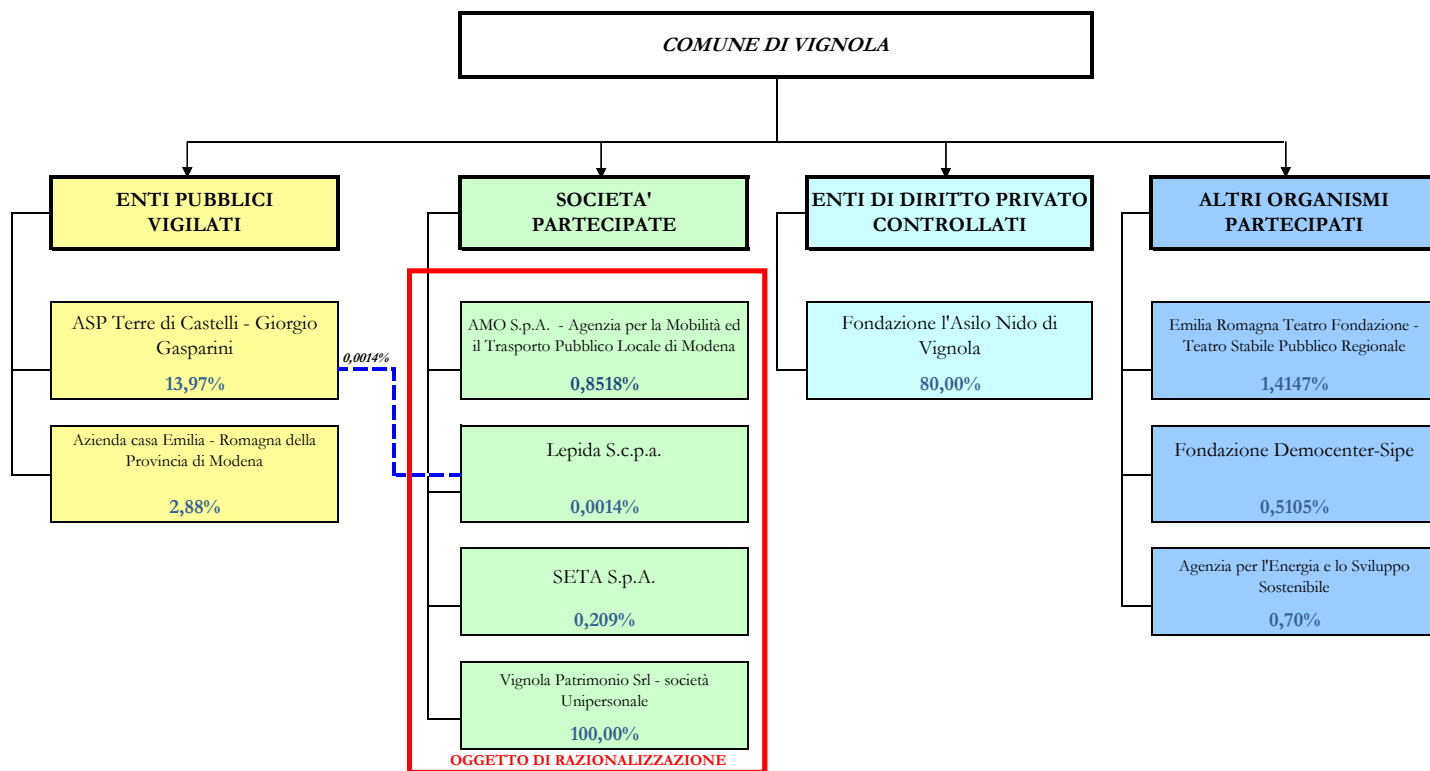 COMUNE DI VIGNOLA
ENTI PUBBLICI
VIGILATI
ASP Terre di Castelli - Giorgio
Gasparini
13,97%
0,0014%
Azienda casa Emilia - Romagna della
Provincia di Modena
2,88%
SOCIETA'
PARTECIPATE
AMO S.p.A. - Agenzia per la Mobilità ed
il Trasporto Pubblico Locale di Modena
0,8518%
Lepida S.c.p.a.
0,0014%
SETA S.p.A.
0,209%
Vignola Patrimonio Srl - società
Unipersonale
100,00%
OGGETTO DI RAZIONALIZZAZIONE
ENTI DI DIRITTO PRIVATO
CONTROLLATI
Fondazione l'Asilo Nido di
Vignola
80,00%
ALTRI ORGANISMI
PARTECIPATI
Emilia Romagna Teatro Fondazione -
Teatro Stabile Pubblico Regionale
1,4147%
Fondazione Democenter-Sipe
0,5105%
Agenzia per l'Energia e lo Sviluppo
Sostenibile
0,70%